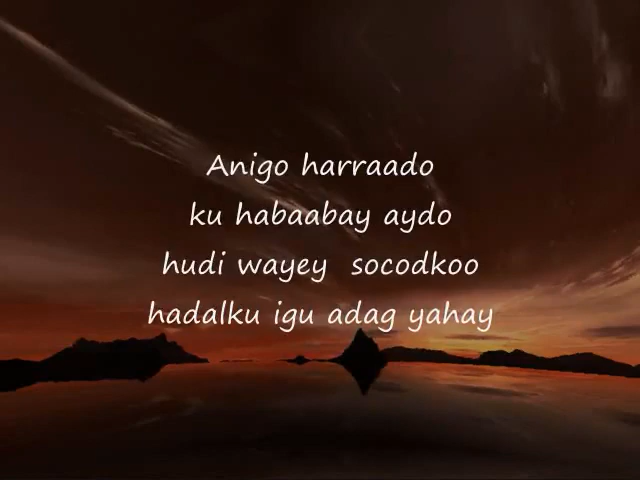 Anigo harraado
ku habaabay aydo
hudi wayey  socodkoo
hadalku igu adag yahay